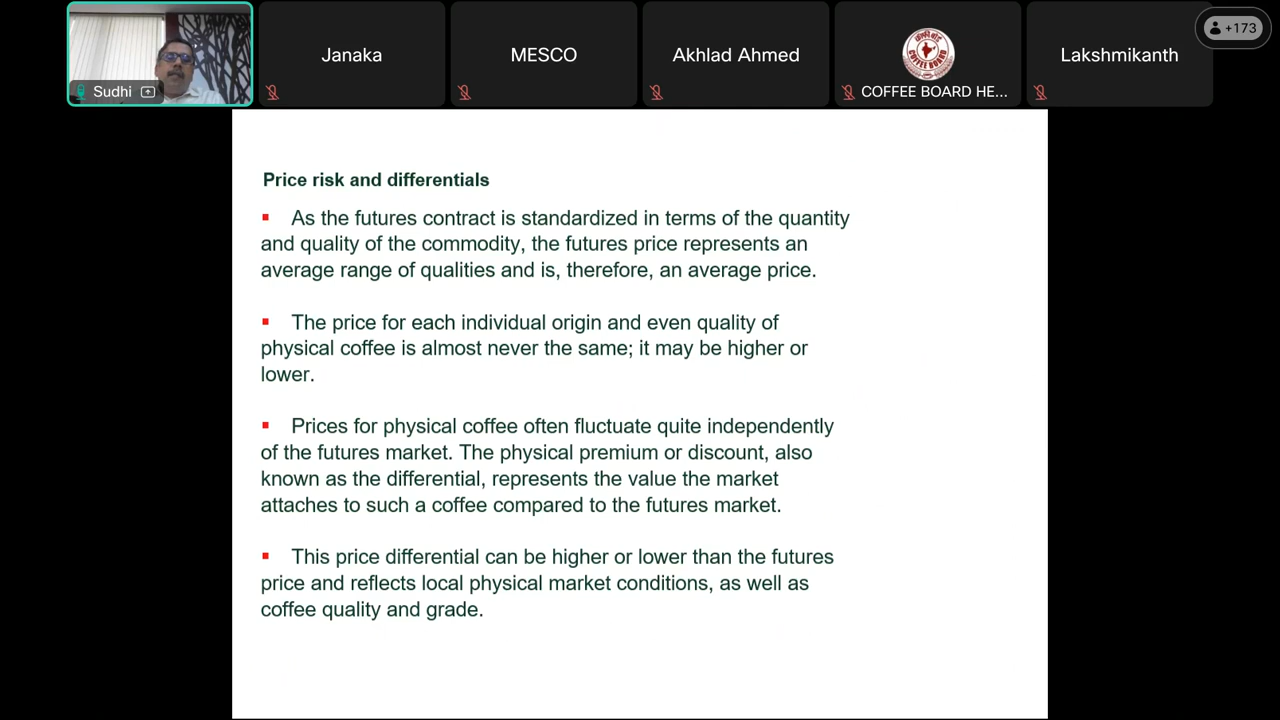 Janaka
MESCO
Akhlad Ahmed
Lakshmikanth
+173
Sudhi
COFFEE BOARD
COFFEE BOARD HE...
Price risk and differentials
▪ As the futures contract is standardized in terms of the quantity
and quality of the commodity, the futures price represents an
average range of qualities and is, therefore, an average price.
▪ The price for each individual origin and even quality of
physical coffee is almost never the same; it may be higher or
lower.
▪ Prices for physical coffee often fluctuate quite independently
of the futures market. The physical premium or discount, also
known as the differential, represents the value the market
attaches to such a coffee compared to the futures market.
▪ This price differential can be higher or lower than the futures
price and reflects local physical market conditions, as well as
coffee quality and grade.